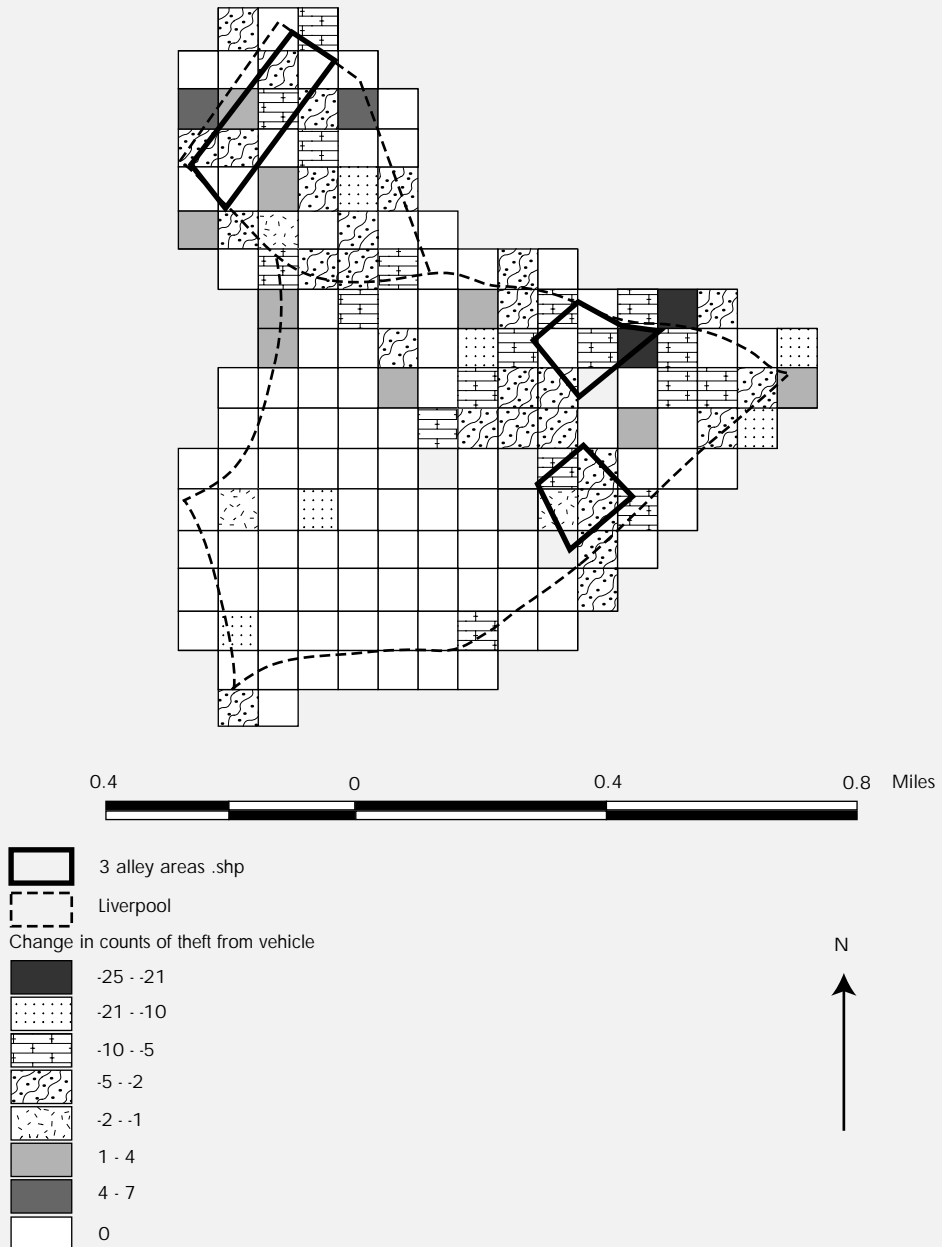 0.4 0 0.4 0.8 Miles
3 alley areas .shp
Liverpool
Change in counts of theft from vehicle
N
-25 - -21
-21 - -10
-10 - -5
-5 - -2
-2 - -1
1 - 4
4 - 7
0